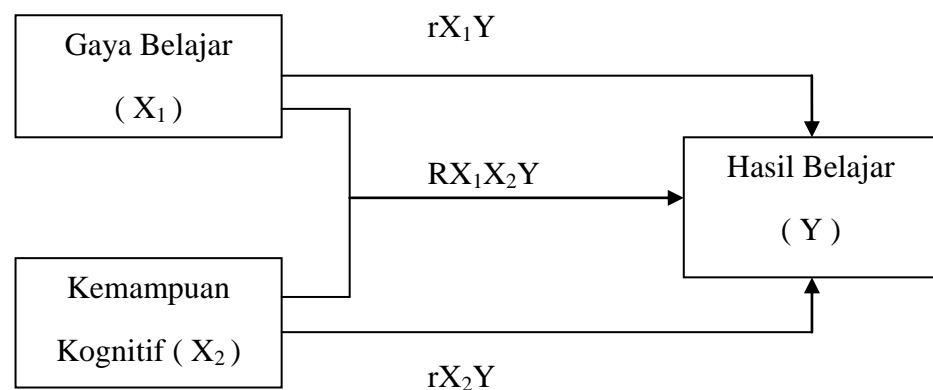 rX₁Y
Gaya Belajar
( X₁ )
RX₁X₂Y
Hasil Belajar
( Y )
Kemampuan
Kognitif ( X₂ )
rX₂Y